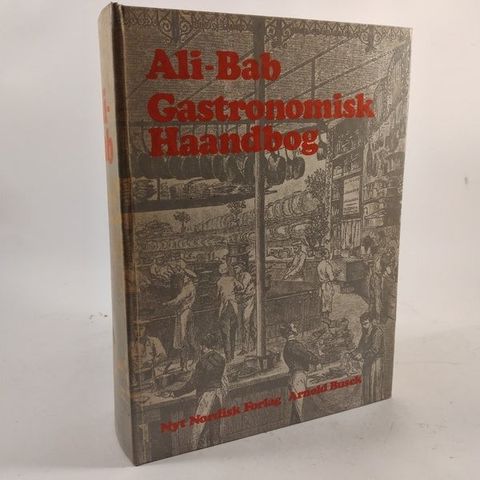 Ali-Bab
Gastronomisk
Haandbog
Nyt Nordisk Forlag Arnold Busck